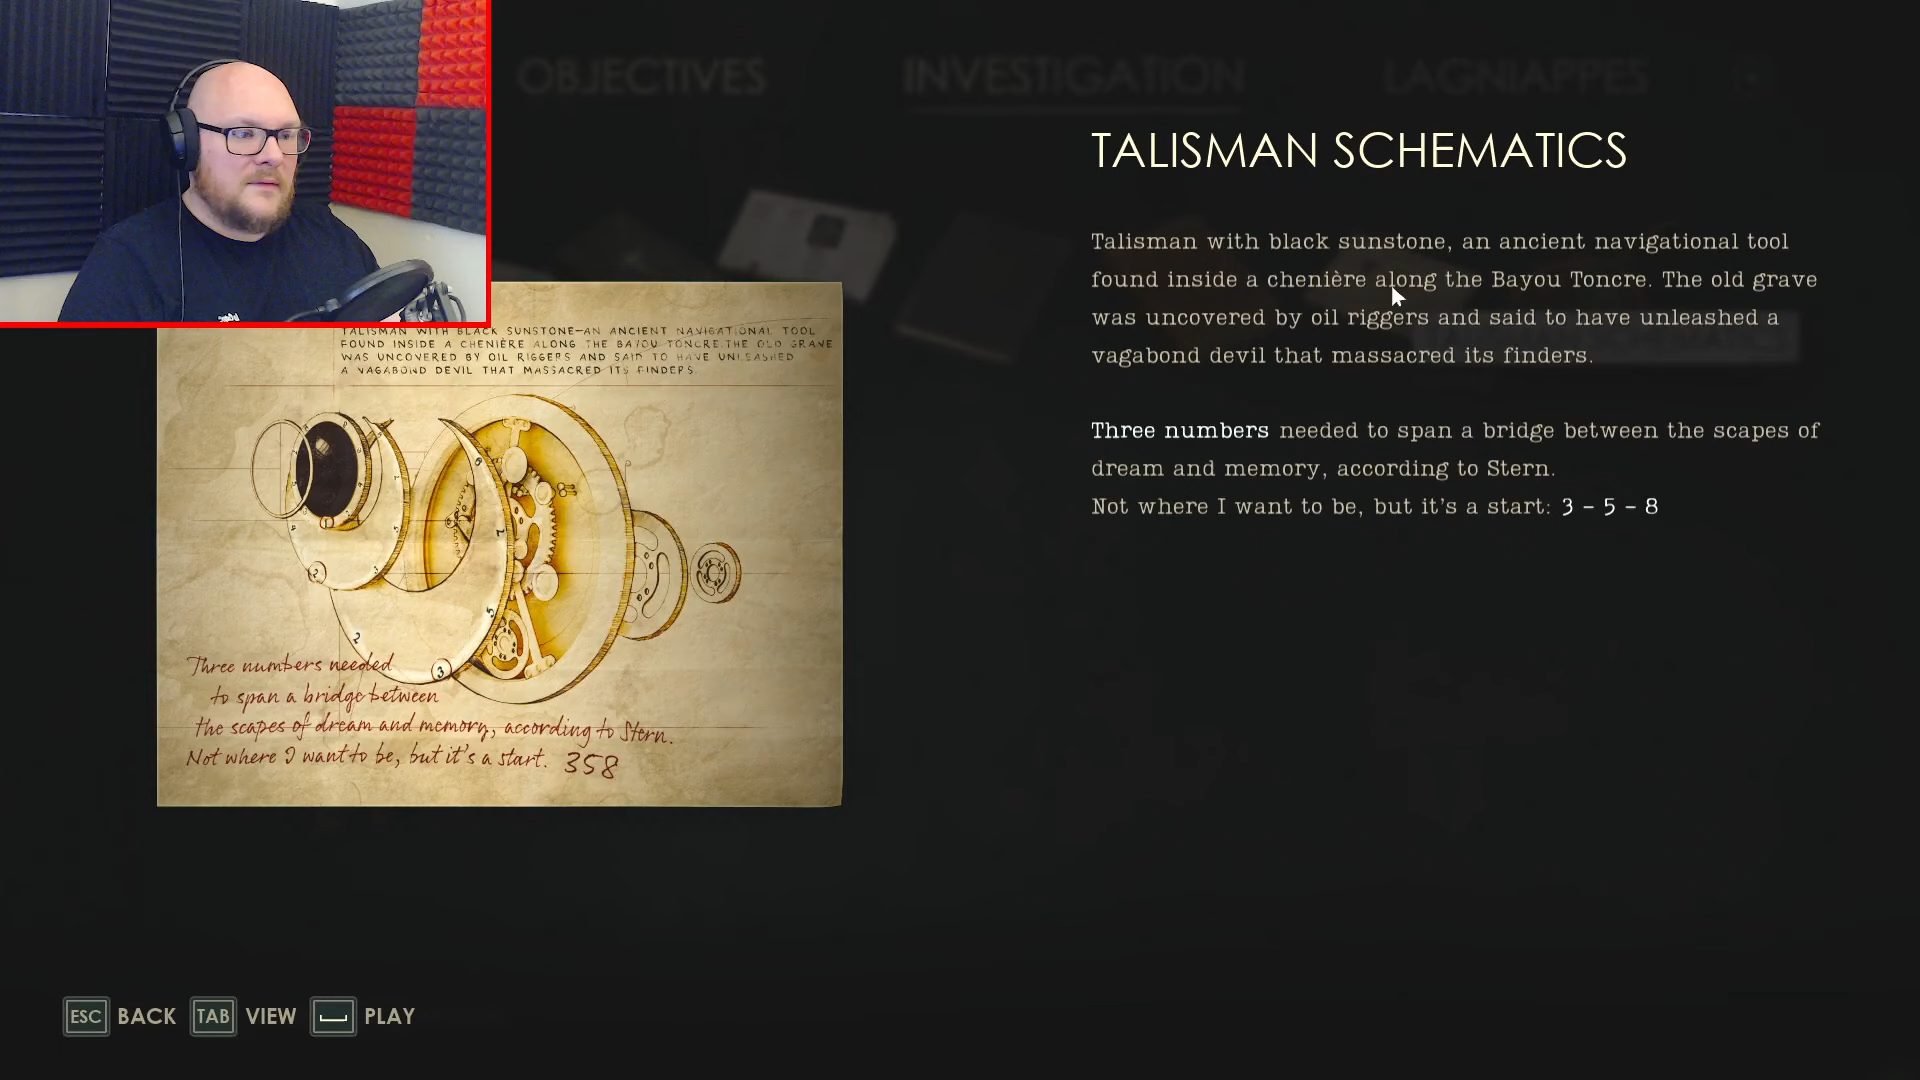 OBJECTIVES
INVESTIGATION
LAGNIAPPES
TALISMAN SCHEMATICS
Talisman with black sunstone, an ancient navigational tool
found inside a chenière along the Bayou Toncre. The old grave
was uncovered by oil riggers and said to have unleashed a
vagabond devil that massacred its finders.
Three numbers needed to span a bridge between the scapes of
dream and memory, according to Stern.
Not where I want to be, but it's a start: 3 – 5 – 8
TALISMAN WITH BLACK SUNSTONE—AN ANCIENT NAVIGATIONAL TOOL
FOUND INSIDE A CHENIÈRE ALONG THE BAYOU TONCRE. THE OLD GRAVE
WAS UNCOVERED BY OIL RIGGERS AND SAID TO HAVE UNLEASHED
A VAGABOND DEVIL THAT MASSACRED ITS FINDERS.
Three numbers needed
to span a bridge between
the scapes of dream and memory, according to Stern.
Not where I want to be, but it's a start. 358
ESC BACK TAB VIEW PLAY